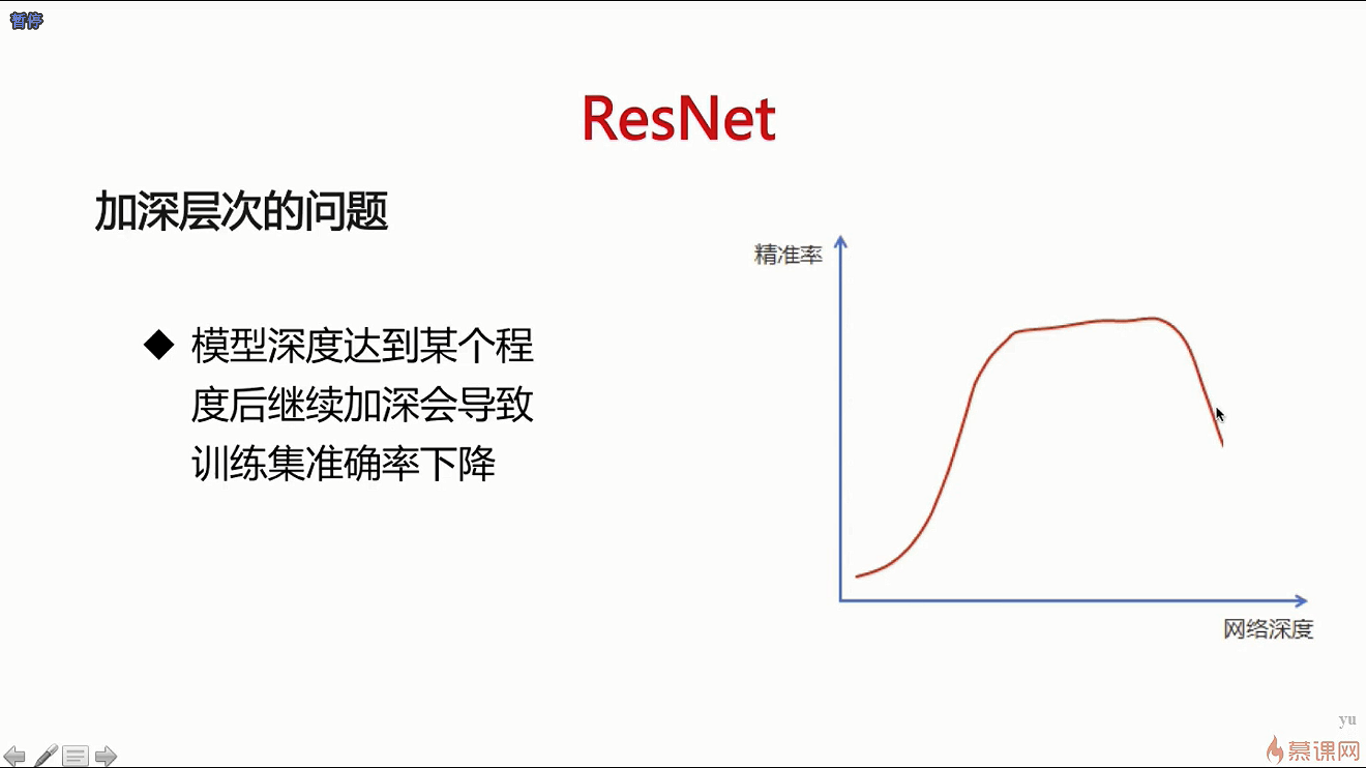 暂停
ResNet
加深层次的问题
模型深度达到某个程
度后继续加深会导致
训练集准确率下降
精准率
网络深度
yu
慕课网